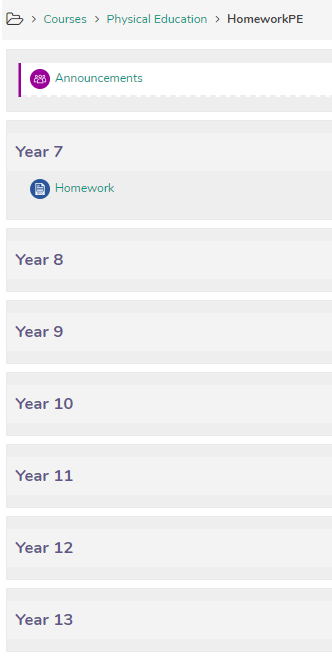 Courses > Physical Education > HomeworkPE
Announcements
Year 7
Homework
Year 8
Year 9
Year 10
Year 11
Year 12
Year 13